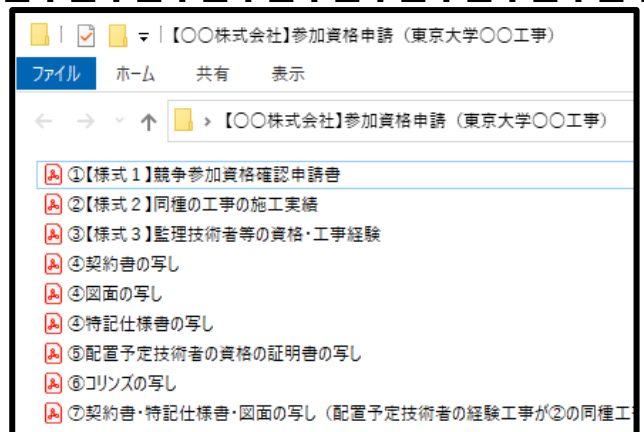 【〇〇株式会社】参加資格申請（東京大学〇〇工事）
ファイル ホーム 共有 表示
【〇〇株式会社】参加資格申請（東京大学〇〇工事）
①【様式１】競争参加資格確認申請書
②【様式２】同種の工事の施工実績
③【様式３】監理技術者等の資格・工事経験
④契約書の写し
④図面の写し
④特記仕様書の写し
⑤配置予定技術者の資格の証明書の写し
⑥コリンズの写し
⑦契約書・特記仕様書・図面の写し（配置予定技術者の経験工事が②の同種工